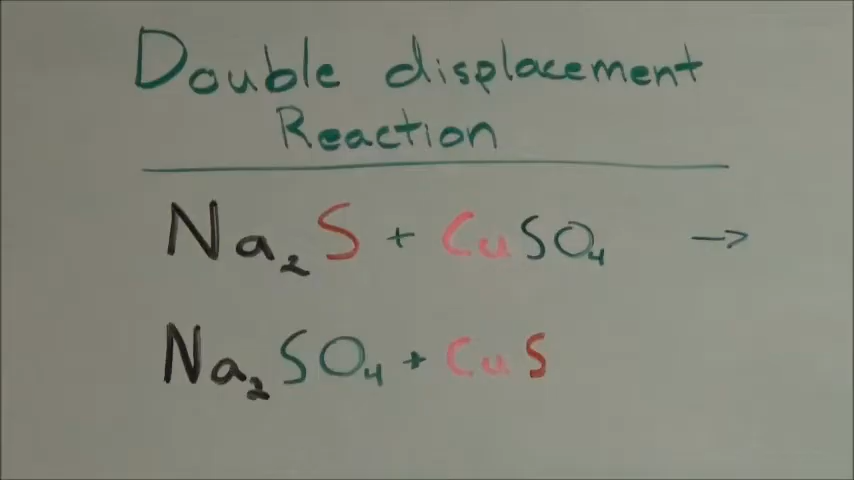 Double displacement
Reaction
Na₂S + CuSO₄ →
Na₂SO₄ + CuS